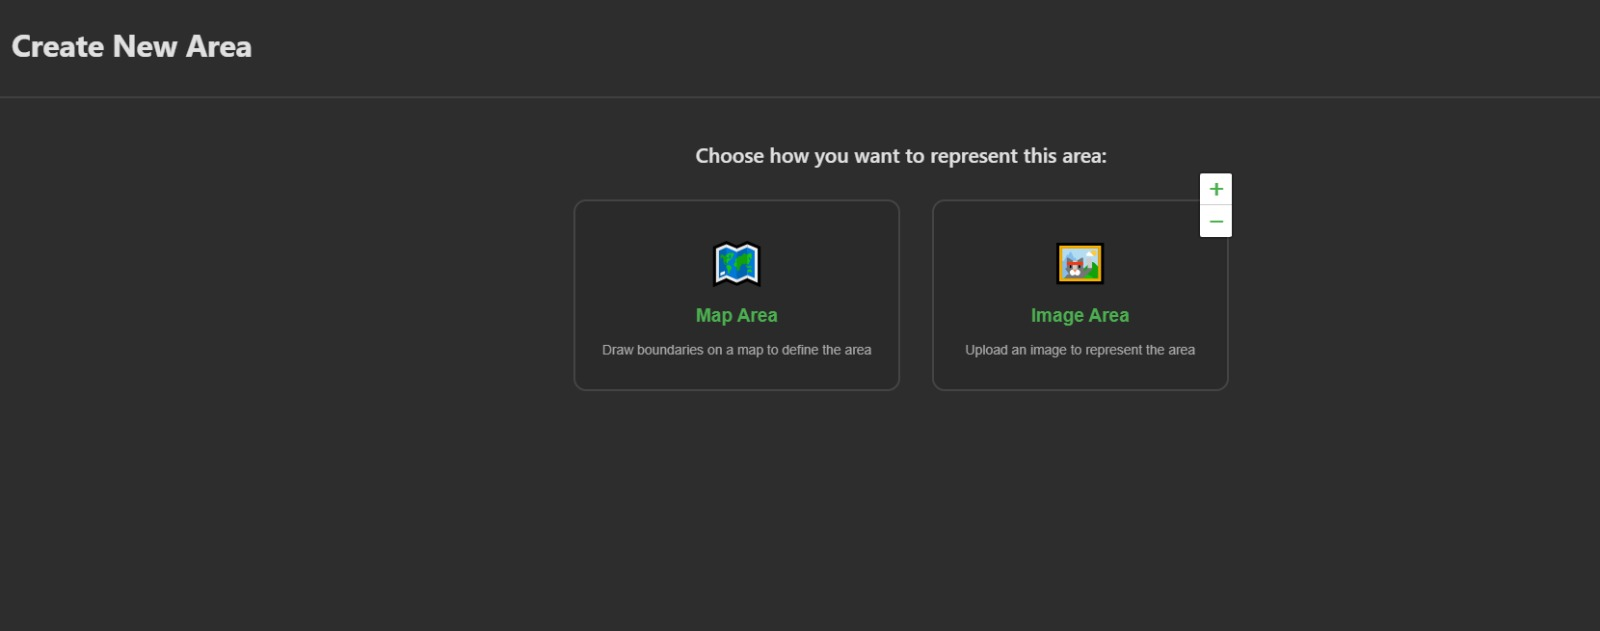 Create New Area
Choose how you want to represent this area:
+
−
Map Area
Draw boundaries on a map to define the area
Image Area
Upload an image to represent the area